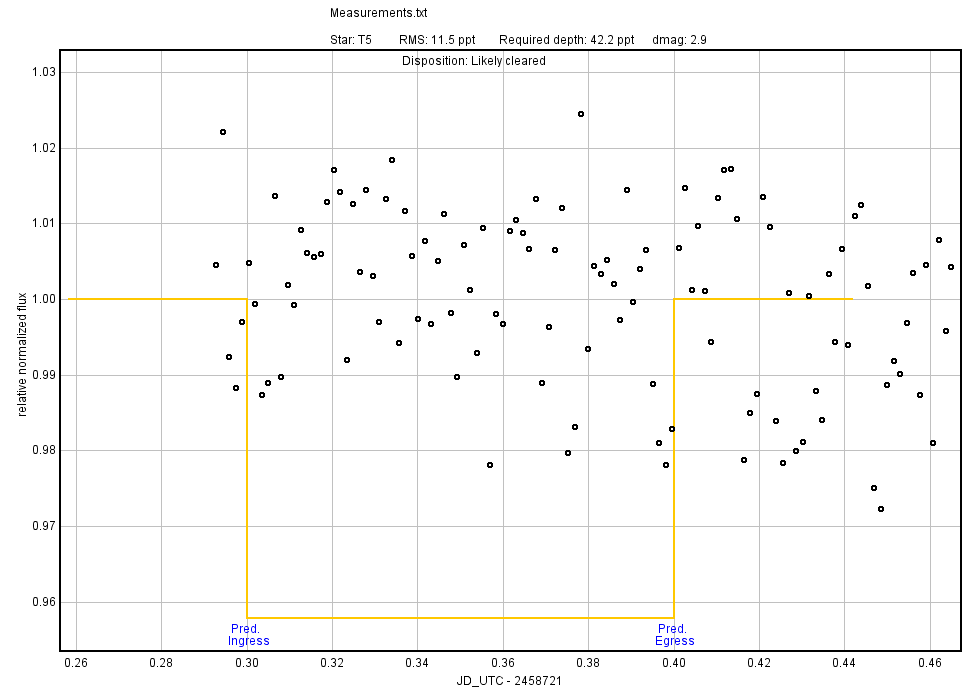 Measurements.txt
Star: T5 RMS: 11.5 ppt Required depth: 42.2 ppt dmag: 2.9
Disposition: Likely cleared
1.03
1.02
1.01
1.00
0.99
0.98
0.97
0.96
relative normalized flux
Pred. Pred.
Ingress Egress
0.26 0.28 0.30 0.32 0.34 0.36 0.38 0.40 0.42 0.44 0.46
JD_UTC - 2458721